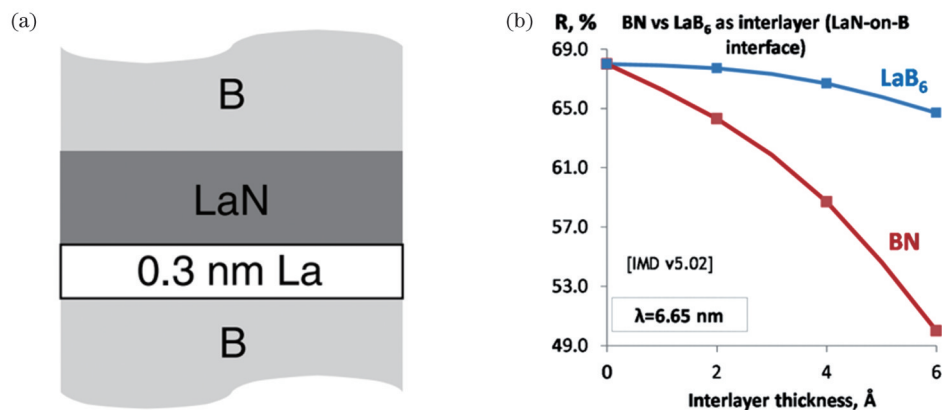 (a)
B
LaN
0.3 nm La
B
(b)
R, %
BN vs LaB₆ as interlayer (LaN-on-B
interface)
69.0
65.0
61.0
57.0
53.0
49.0
LaB₆
BN
[IMD v5.02]
λ=6.65 nm
0
2
4
6
Interlayer thickness, Å